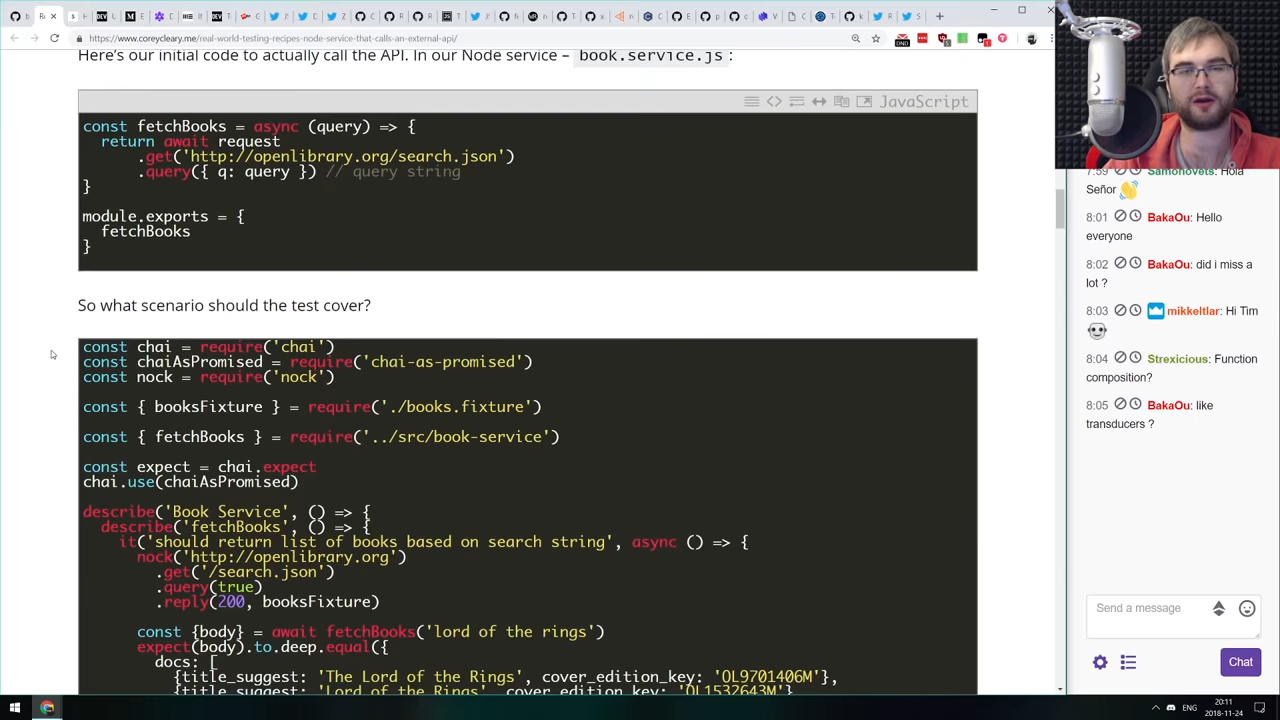 https://www.coreycleary.me/real-world-testing-recipes-node-service-that-calls-an-external-api/
Here's our initial code to actually call the API. In our Node service – book.service.js :
JavaScript
const fetchBooks = async (query) => {
return await request
.get('http://openlibrary.org/search.json')
.query({ q: query }) // query string
}
module.exports = {
fetchBooks
}
So what scenario should the test cover?
const chai = require('chai')
const chaiAsPromised = require('chai-as-promised')
const nock = require('nock')
const { booksFixture } = require('./books.fixture')
const { fetchBooks } = require('../src/book-service')
const expect = chai.expect
chai.use(chaiAsPromised)
describe('Book Service', () => {
describe('fetchBooks', () => {
it('should return list of books based on search string', async () => {
nock('http://openlibrary.org')
.get('/search.json')
.query(true)
.reply(200, booksFixture)
const {body} = await fetchBooks('lord of the rings')
expect(body).to.deep.equal({
docs: [
{title_suggest: 'The Lord of the Rings', cover_edition_key: 'OL9701406M'},
{title_suggest: 'Lord of the Rings', cover_edition_key: 'OL1532643M'},
7:59 Samohovets: Hola
Señor
8:01 BakaOu: Hello
everyone
8:02 BakaOu: did i miss a
lot ?
8:03 mikkeltlar: Hi Tim
8:04 Strexicious: Function
composition?
8:05 BakaOu: like
transducers ?
Send a message
Chat
ENG
20:11
2018-11-24